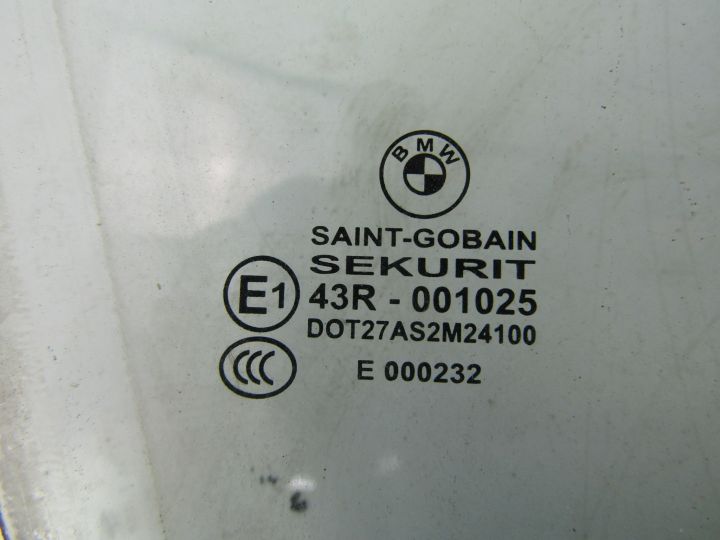 BMW
SAINT-GOBAIN
SEKURIT
E1 43R - 001025
DOT27AS2M24100
CCC E 000232